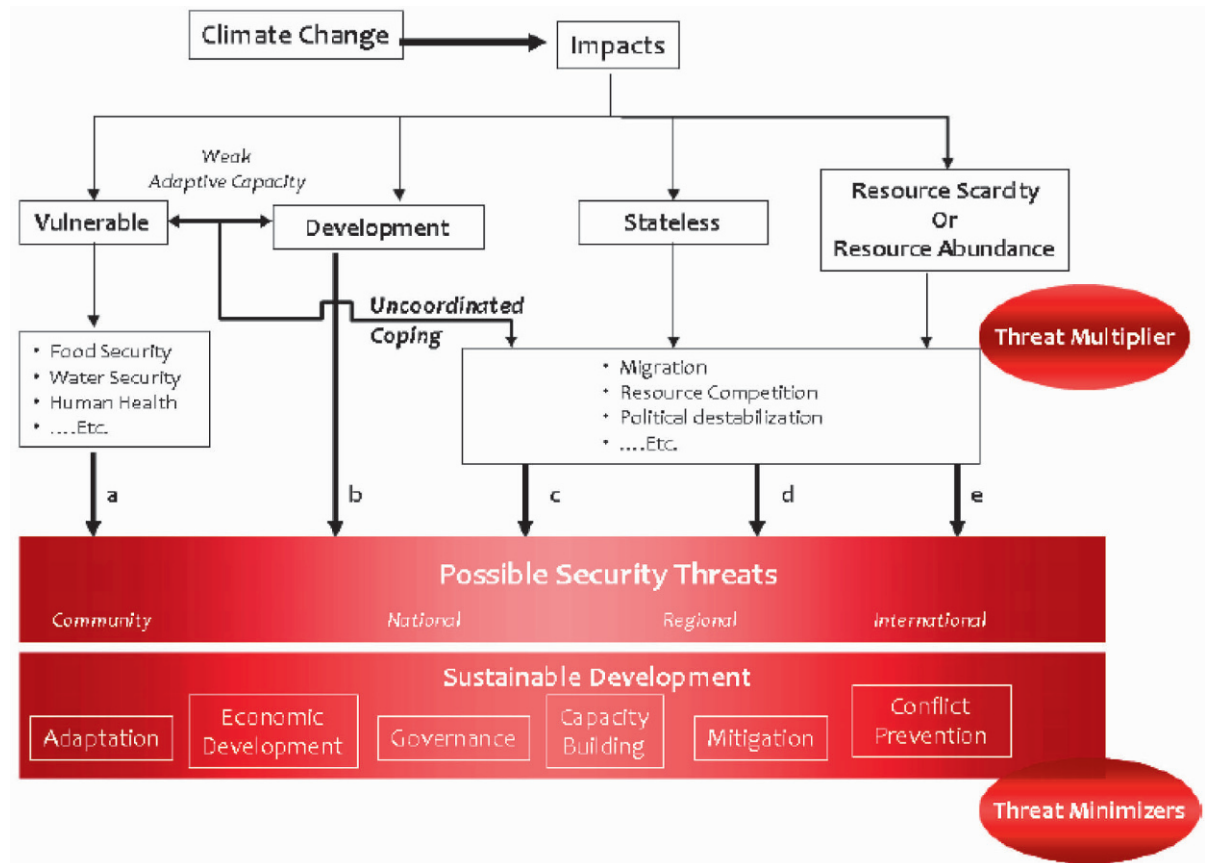 Climate Change
Impacts
Weak
Adaptive Capacity
Vulnerable
Development
Stateless
Resource Scardity
Or
Resource Abundance
Uncoordinated
Coping
Threat Multiplier
• Food Security
• Water Security
• Human Health
• ....Etc.
• Migration
• Resource Competition
• Political destabilization
• ....Etc.
a
b
c
d
e
Possible Security Threats
Community
National
Regional
International
Sustainable Development
Adaptation
Economic
Development
Governance
Capacity
Building
Mitigation
Conflict
Prevention
Threat Minimizers